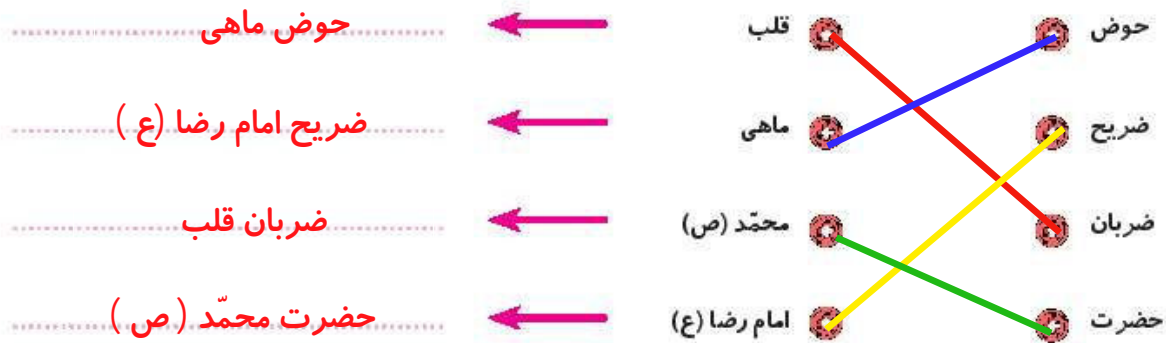 حوض قلب حوض ماهی
ضریح ماهی ضریح امام رضا (ع)
ضربان محمّد (ص) ضربان قلب
حضرت امام رضا (ع) حضرت محمّد (ص)